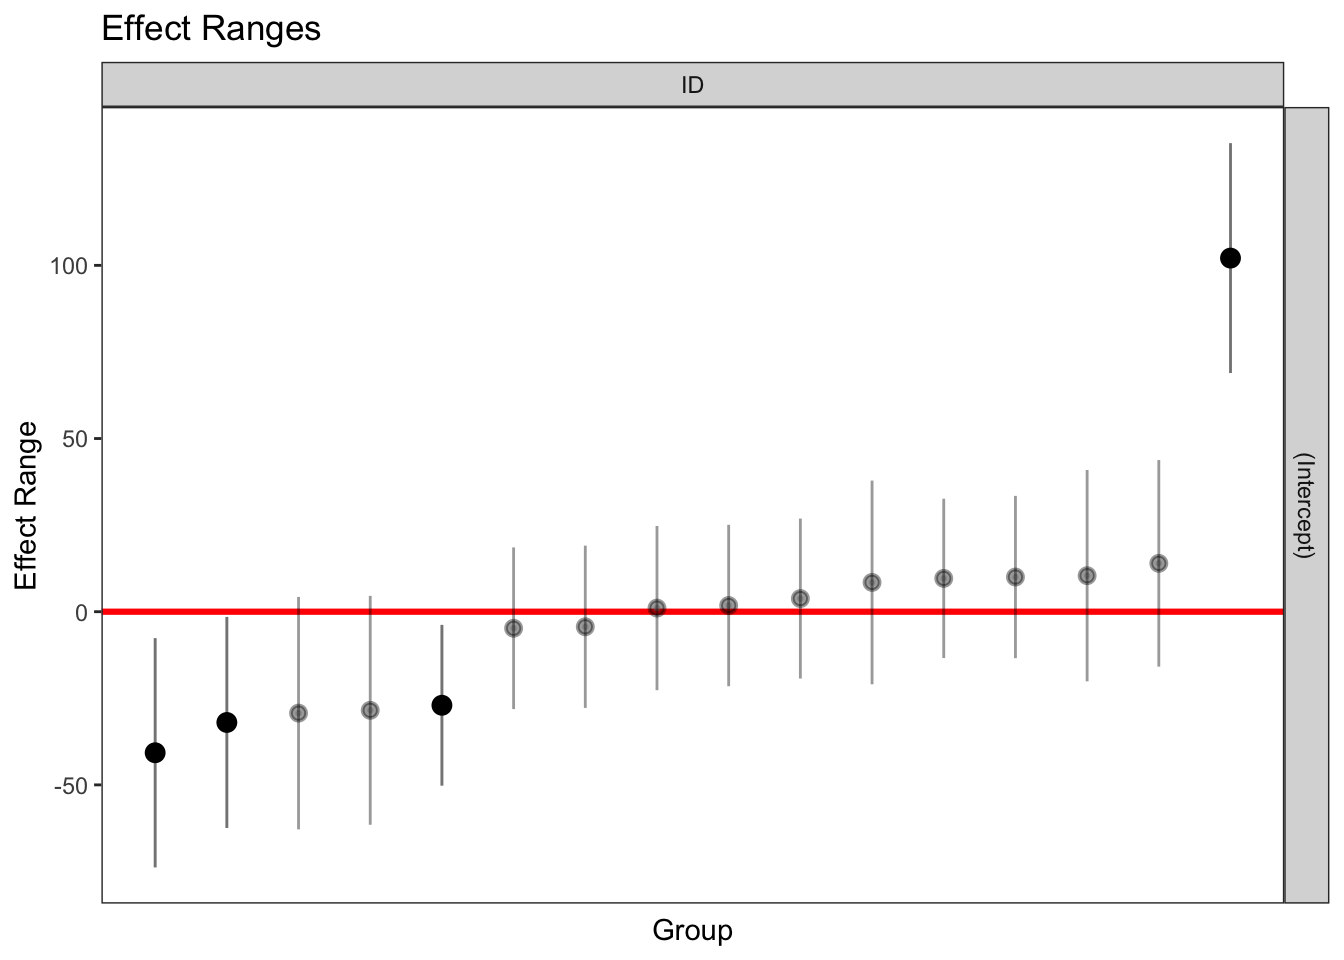 Effect Ranges
ID
100
50
0
-50
Effect Range
(Intercept)
Group